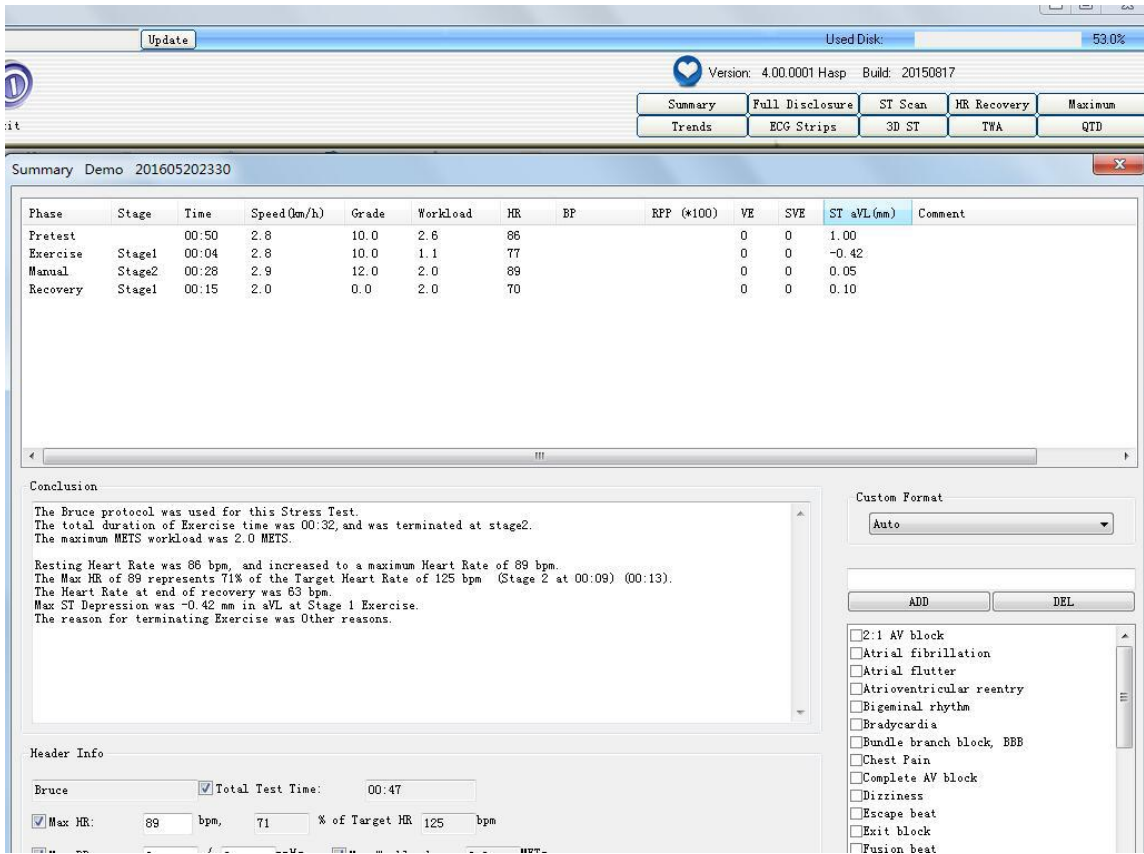 Update
Used Disk: 53.0%
Version: 4.00.0001 Hasp Build: 20150817
Summary Full Disclosure ST Scan HR Recovery Maximum
Trends ECG Strips 3D ST TWA QTD
Summary Demo 201605202330
Phase Stage Time Speed(km/h) Grade Workload HR BP RPP (*100) VE SVE ST aVL(mm) Comment
Pretest 00:50 2.8 10.0 2.6 86 0 0 1.00
Exercise Stage1 00:04 2.8 10.0 1.1 77 0 0 -0.42
Manual Stage2 00:28 2.9 12.0 2.0 89 0 0 0.05
Recovery Stage1 00:15 2.0 0.0 2.0 70 0 0 0.10
Conclusion
The Bruce protocol was used for this Stress Test.
The total duration of Exercise time was 00:32, and was terminated at stage2.
The maximum METS workload was 2.0 METS.
Resting Heart Rate was 86 bpm, and increased to a maximum Heart Rate of 89 bpm.
The Max HR of 89 represents 71% of the Target Heart Rate of 125 bpm (Stage 2 at 00:09) (00:13).
The Heart Rate at end of recovery was 63 bpm.
Max ST Depression was -0.42 mm in aVL at Stage 1 Exercise.
The reason for terminating Exercise was Other reasons.
Custom Format
Auto
ADD DEL
2:1 AV block
Atrial fibrillation
Atrial flutter
Atrioventricular reentry
Bigeminal rhythm
Bradycardia
Bundle branch block, BBB
Chest Pain
Complete AV block
Dizziness
Escape beat
Exit block
Fusion beat
Header Info
Bruce Total Test Time: 00:47
Max HR: 89 bpm, 71 % of Target HR 125 bpm